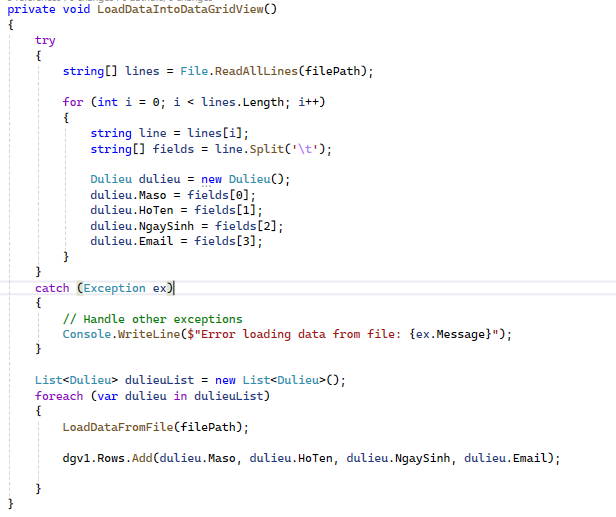 private void LoadDataIntoDataGridView()
{
try
{
string[] lines = File.ReadAllLines(filePath);
for (int i = 0; i < lines.Length; i++)
{
string line = lines[i];
string[] fields = line.Split('\t');
Dulieu dulieu = new Dulieu();
dulieu.Maso = fields[0];
dulieu.HoTen = fields[1];
dulieu.NgaySinh = fields[2];
dulieu.Email = fields[3];
}
}
catch (Exception ex)
{
// Handle other exceptions
Console.WriteLine($"Error loading data from file: {ex.Message}");
}
List<Dulieu> dulieuList = new List<Dulieu>();
foreach (var dulieu in dulieuList)
{
LoadDataFromFile(filePath);
dgv1.Rows.Add(dulieu.Maso, dulieu.HoTen, dulieu.NgaySinh, dulieu.Email);
}
}